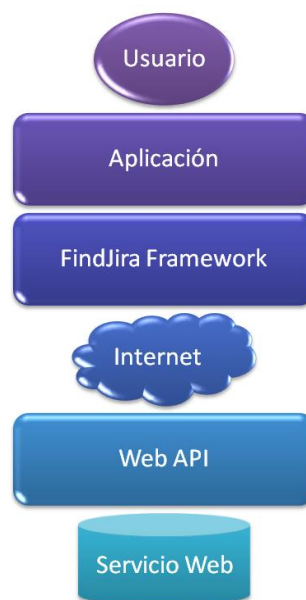 Usuario
Aplicación
FindJira Framework
Internet
Web API
Servicio Web